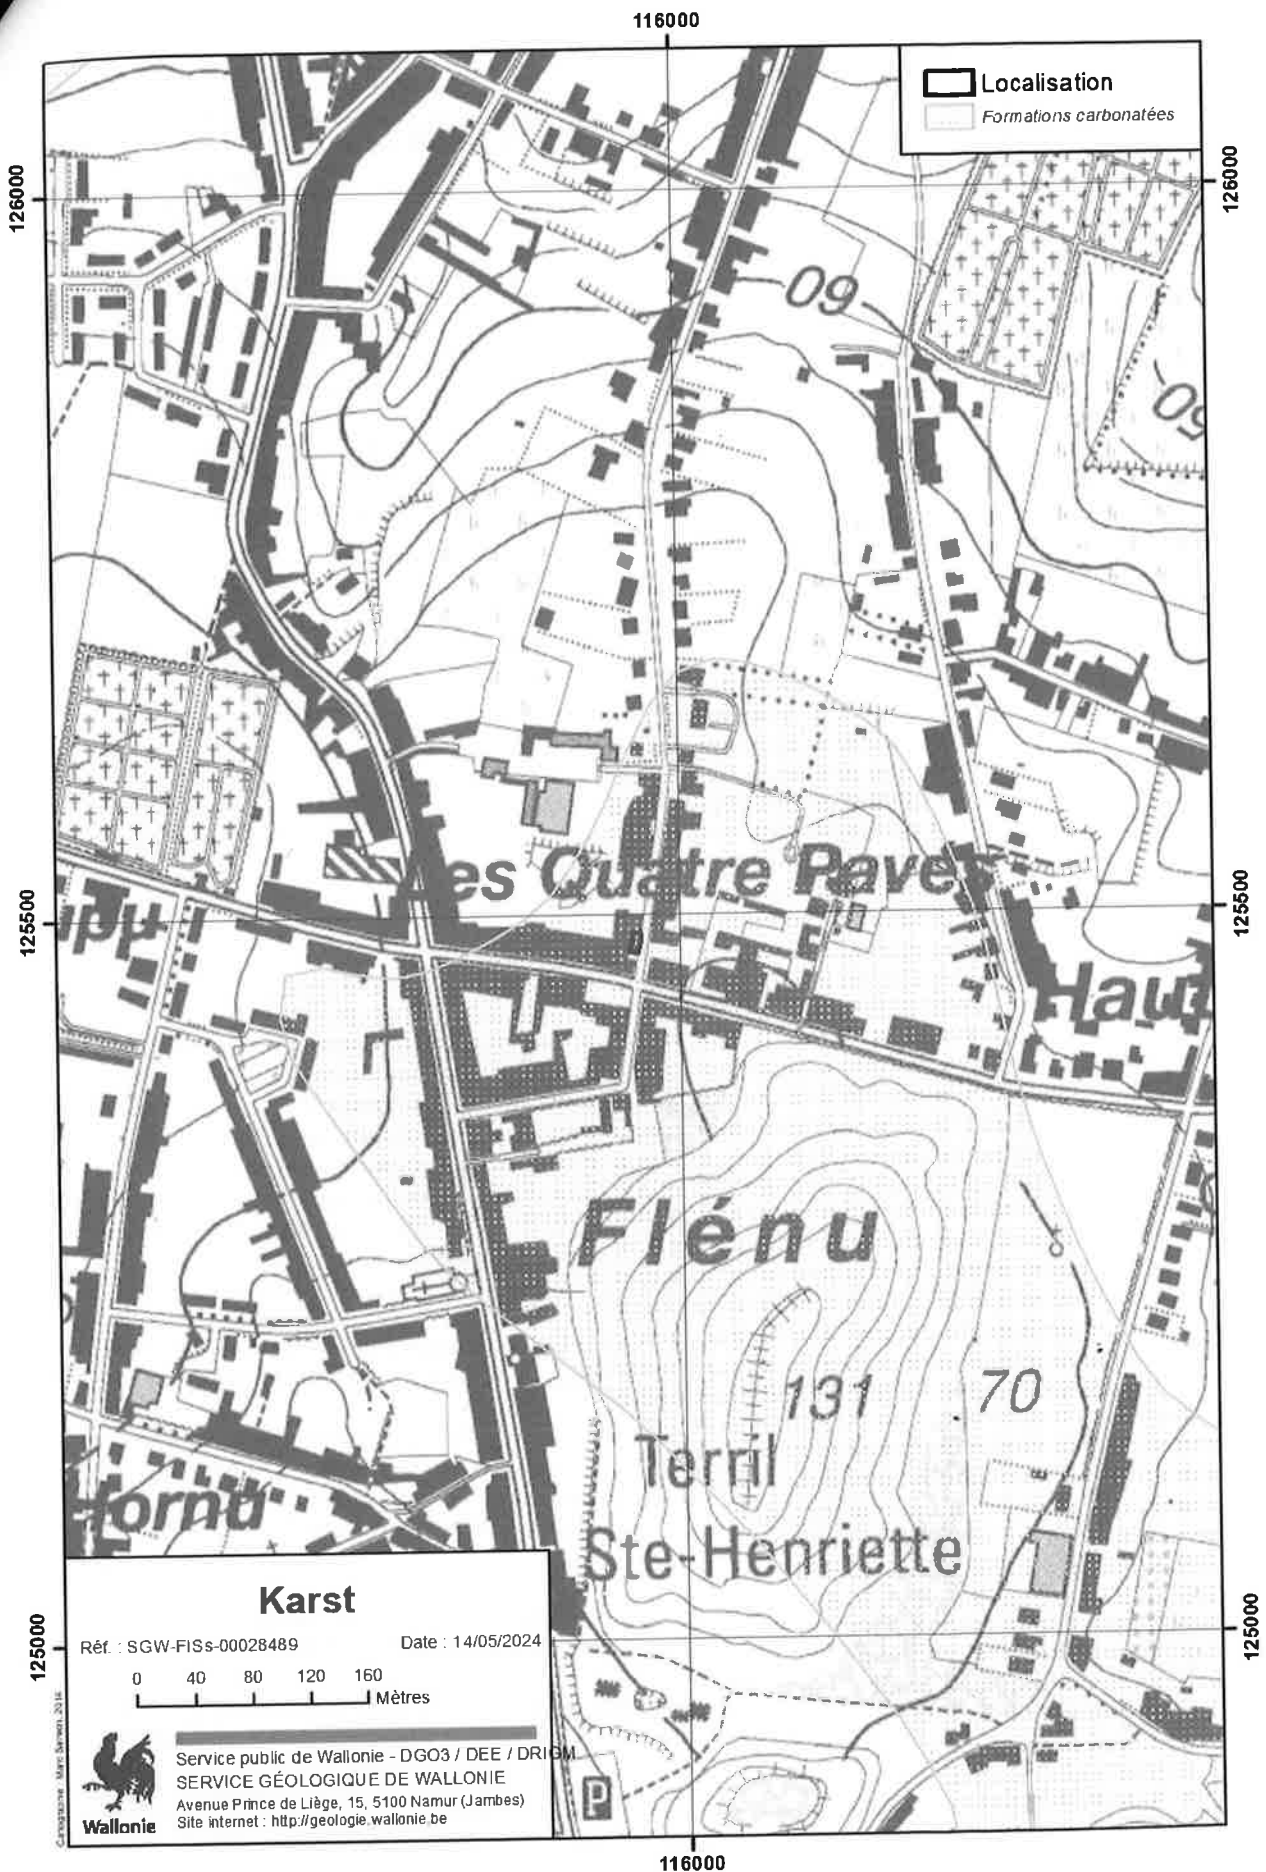 116000
Localisation
Formations carbonatées
126000
126000
60
Les Quatre Pavés
125500
125500
Haut
Flénu
131
70
Terril
Hornu
Ste-Henriette
Karst
Réf. : SGW-FISs-00028489
Date : 14/05/2024
0 40 80 120 160
Mètres
125000
125000
Service public de Wallonie - DGO3 / DEE / DRIGM
SERVICE GÉOLOGIQUE DE WALLONIE
Avenue Prince de Liège, 15, 5100 Namur (Jambes)
Site internet : http://geologie.wallonie.be
Wallonie
P
116000